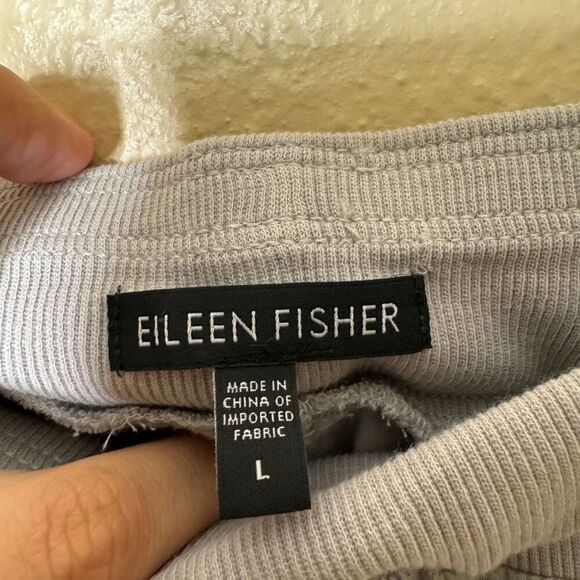 EILEEN FISHER
MADE IN
CHINA OF
IMPORTED
FABRIC
L